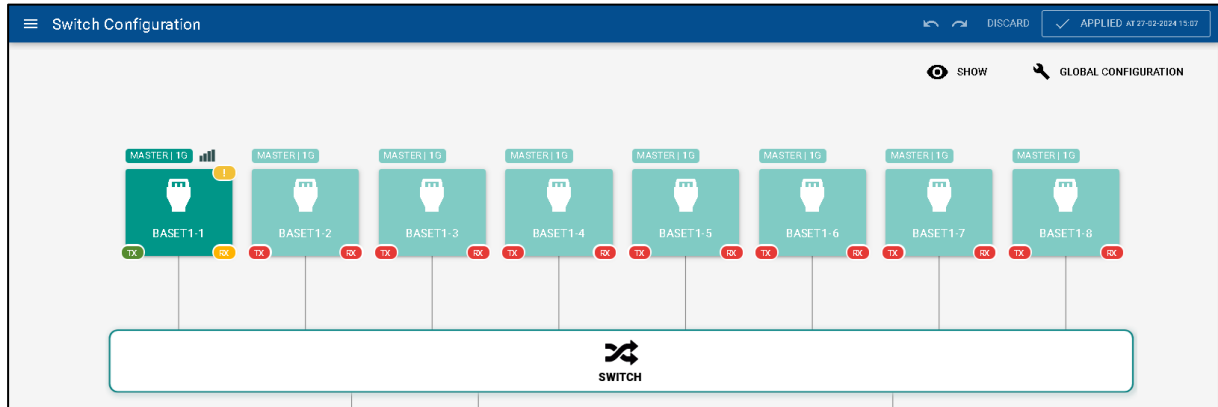 Switch Configuration
DISCARD
APPLIED AT 27-02-2024 15:07
SHOW
GLOBAL CONFIGURATION
MASTER | 1G
MASTER | 1G
MASTER | 1G
MASTER | 1G
MASTER | 1G
MASTER | 1G
MASTER | 1G
MASTER | 1G
!
BASET1-1
BASET1-2
BASET1-3
BASET1-4
BASET1-5
BASET1-6
BASET1-7
BASET1-8
TX
RX
TX
RX
TX
RX
TX
RX
TX
RX
TX
RX
TX
RX
TX
RX
SWITCH